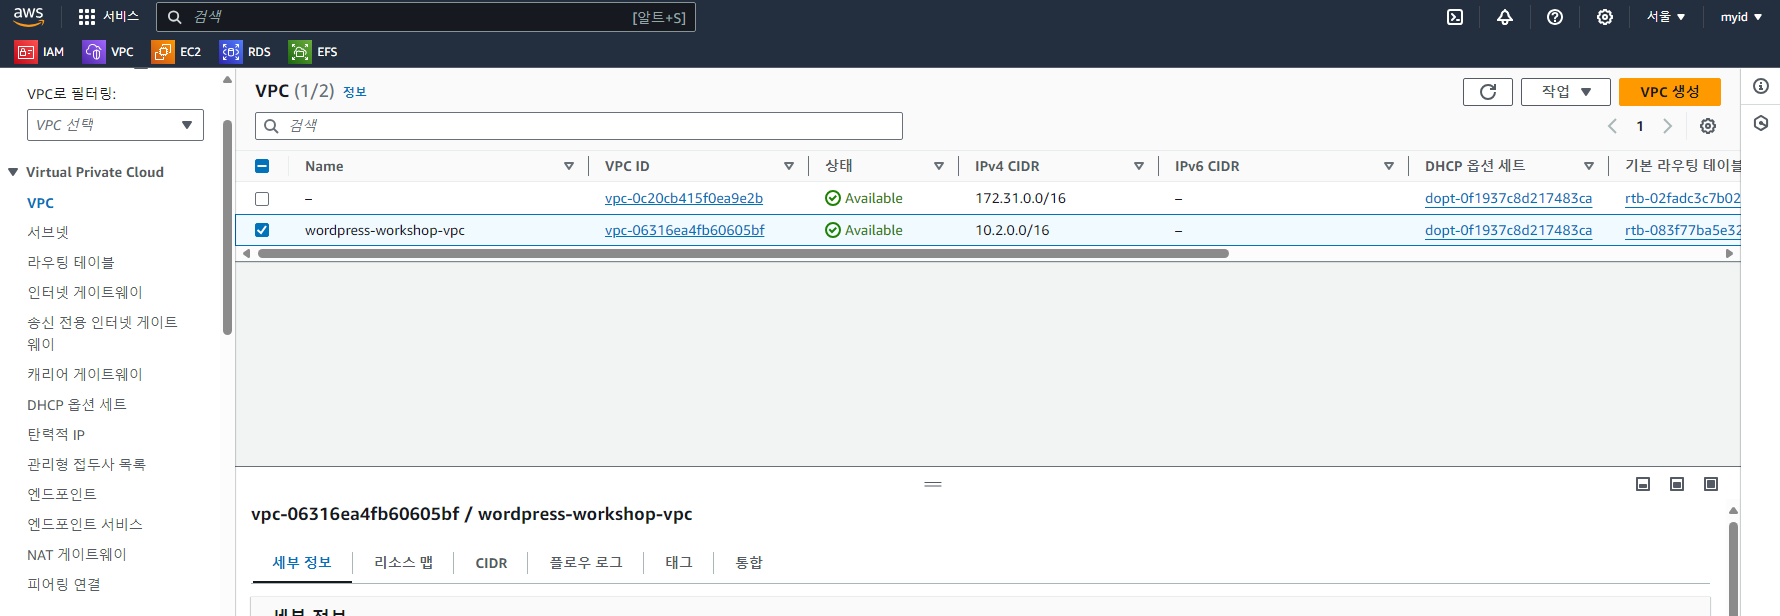 aws
서비스
검색
[알트+S]
서울
myid
IAM
VPC
EC2
RDS
EFS
VPC로 필터링:
VPC 선택
Virtual Private Cloud
VPC
서브넷
라우팅 테이블
인터넷 게이트웨이
송신 전용 인터넷 게이트
웨이
캐리어 게이트웨이
DHCP 옵션 세트
탄력적 IP
관리형 접두사 목록
엔드포인트
엔드포인트 서비스
NAT 게이트웨이
피어링 연결
VPC (1/2) 정보
작업
VPC 생성
검색
1
Name VPC ID 상태 IPv4 CIDR IPv6 CIDR DHCP 옵션 세트 기본 라우팅 테이블
– vpc-0c20cb415f0ea9e2b Available 172.31.0.0/16 – dopt-0f1937c8d217483ca rtb-02fadc3c7b02
wordpress-workshop-vpc vpc-06316ea4fb60605bf Available 10.2.0.0/16 – dopt-0f1937c8d217483ca rtb-083f77ba5e32
vpc-06316ea4fb60605bf / wordpress-workshop-vpc
세부 정보 리소스 맵 CIDR 플로우 로그 태그 통합
세부 정보